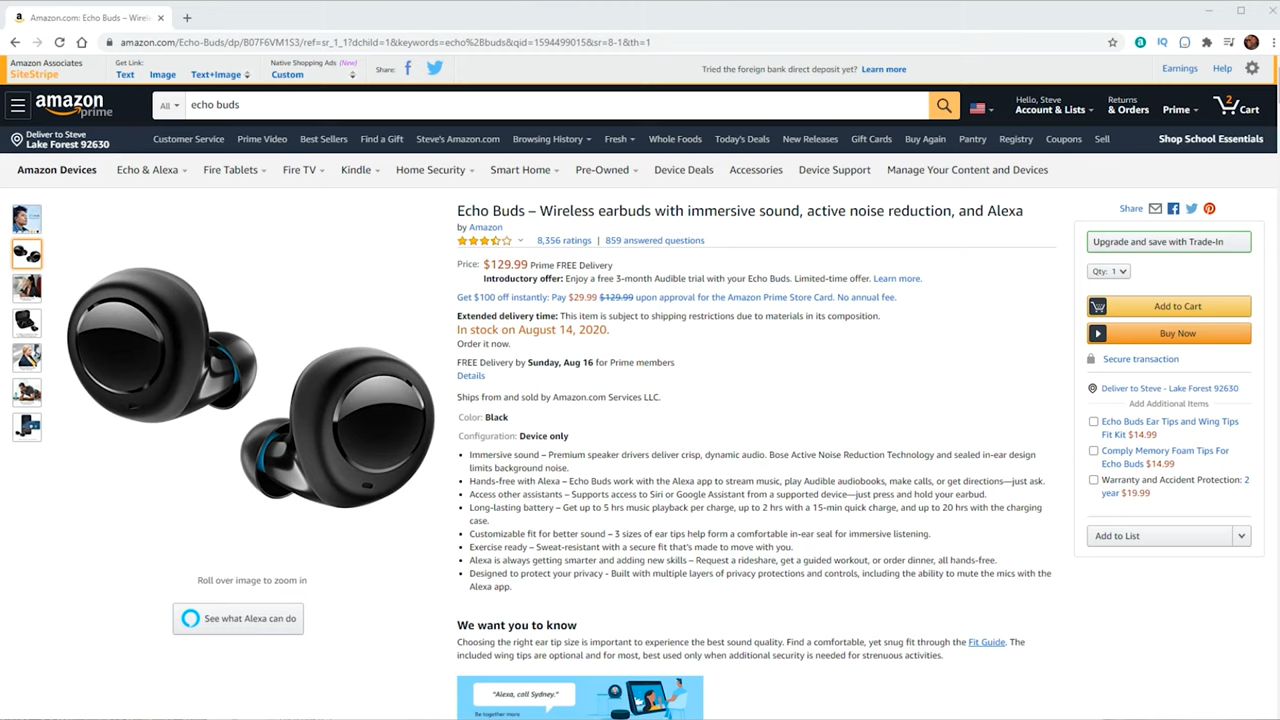 Amazon.com: Echo Buds – Wirele
amazon.com/Echo-Buds/dp/B07F6VM1S3/ref=sr_1_1?dchild=1&keywords=echo%2Bbuds&qid=1594499015&sr=8-1&th=1
Amazon Associates
SiteStripe
Get Link:
Text Image Text+Image
Native Shopping Ads (New)
Custom
Share:
Tried the foreign bank direct deposit yet? Learn more
Earnings Help
amazon prime
All
echo buds
Hello, Steve
Account & Lists
Returns
& Orders
Prime
2
Cart
Deliver to Steve
Lake Forest 92630
Customer Service Prime Video Best Sellers Find a Gift Steve's Amazon.com Browsing History Fresh Whole Foods Today's Deals New Releases Gift Cards Buy Again Pantry Registry Coupons Sell
Shop School Essentials
Amazon Devices Echo & Alexa Fire Tablets Fire TV Kindle Home Security Smart Home Pre-Owned Device Deals Accessories Device Support Manage Your Content and Devices
Echo Buds – Wireless earbuds with immersive sound, active noise reduction, and Alexa
by Amazon
8,356 ratings | 859 answered questions
Price: $129.99 Prime FREE Delivery
Introductory offer: Enjoy a free 3-month Audible trial with your Echo Buds. Limited-time offer. Learn more.
Get $100 off instantly: Pay $29.99 $129.99 upon approval for the Amazon Prime Store Card. No annual fee.
Extended delivery time: This item is subject to shipping restrictions due to materials in its composition.
In stock on August 14, 2020.
Order it now.
FREE Delivery by Sunday, Aug 16 for Prime members
Details
Ships from and sold by Amazon.com Services LLC.
Color: Black
Configuration: Device only
• Immersive sound – Premium speaker drivers deliver crisp, dynamic audio. Bose Active Noise Reduction Technology and sealed in-ear design
limits background noise.
• Hands-free with Alexa – Echo Buds work with the Alexa app to stream music, play Audible audiobooks, make calls, or get directions—just ask.
• Access other assistants – Supports access to Siri or Google Assistant from a supported device—just press and hold your earbud.
• Long-lasting battery – Get up to 5 hrs music playback per charge, up to 2 hrs with a 15-min quick charge, and up to 20 hrs with the charging
case.
• Customizable fit for better sound – 3 sizes of ear tips help form a comfortable in-ear seal for immersive listening.
• Exercise ready – Sweat-resistant with a secure fit that's made to move with you.
• Alexa is always getting smarter and adding new skills – Request a rideshare, get a guided workout, or order dinner, all hands-free.
• Designed to protect your privacy - Built with multiple layers of privacy protections and controls, including the ability to mute the mics with the
Alexa app.
We want you to know
Choosing the right ear tip size is important to experience the best sound quality. Find a comfortable, yet snug fit through the Fit Guide. The
included wing tips are optional and for most, best used only when additional security is needed for strenuous activities.
"Alexa, call Sydney."
Be together more
Roll over image to zoom in
See what Alexa can do
Share
Upgrade and save with Trade-In
Qty: 1
Add to Cart
Buy Now
Secure transaction
Deliver to Steve - Lake Forest 92630
Add Additional Items
Echo Buds Ear Tips and Wing Tips
Fit Kit $14.99
Comply Memory Foam Tips For
Echo Buds $14.99
Warranty and Accident Protection: 2
year $19.99
Add to List